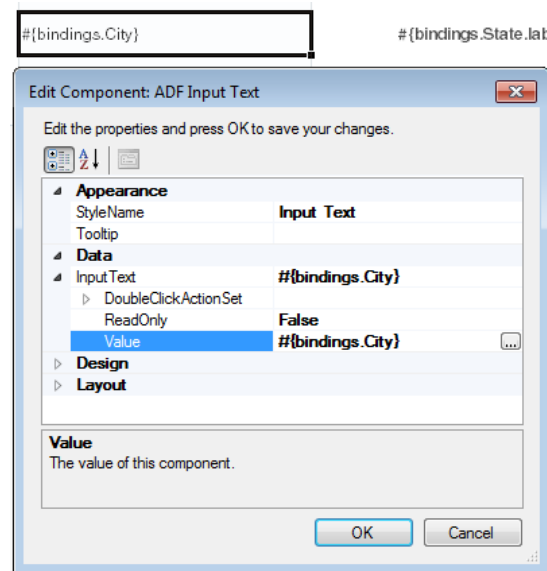 #{bindings.City} #{bindings.State.lab
Edit Component: ADF Input Text
Edit the properties and press OK to save your changes.
Appearance
StyleName Input Text
Tooltip
Data
InputText #{bindings.City}
DoubleClickActionSet
ReadOnly False
Value #{bindings.City} ...
Design
Layout
Value
The value of this component.
OK Cancel